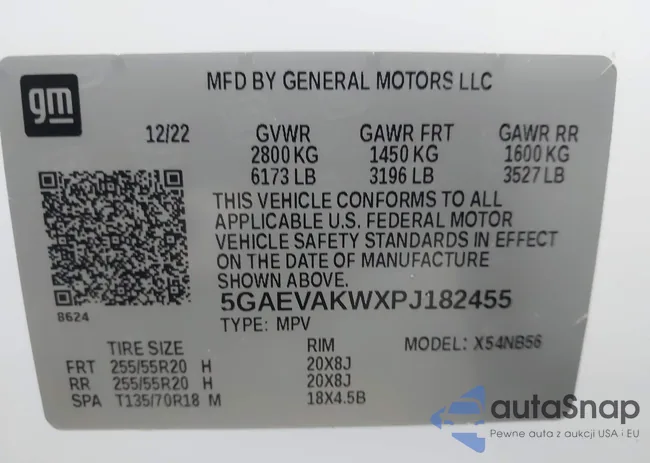 gm
MFD BY GENERAL MOTORS LLC
12/22 GVWR GAWR FRT GAWR RR
2800 KG 1450 KG 1600 KG
6173 LB 3196 LB 3527 LB
THIS VEHICLE CONFORMS TO ALL
APPLICABLE U.S. FEDERAL MOTOR
VEHICLE SAFETY STANDARDS IN EFFECT
ON THE DATE OF MANUFACTURE
SHOWN ABOVE.
8624
5GAEVAKWXPJ182455
TYPE: MPV MODEL: X54NB56
TIRE SIZE RIM
FRT 255/55R20 H 20X8J
RR 255/55R20 H 20X8J
SPA T135/70R18 M 18X4.5B
autaSnap
Pewne auta z aukcji USA i EU